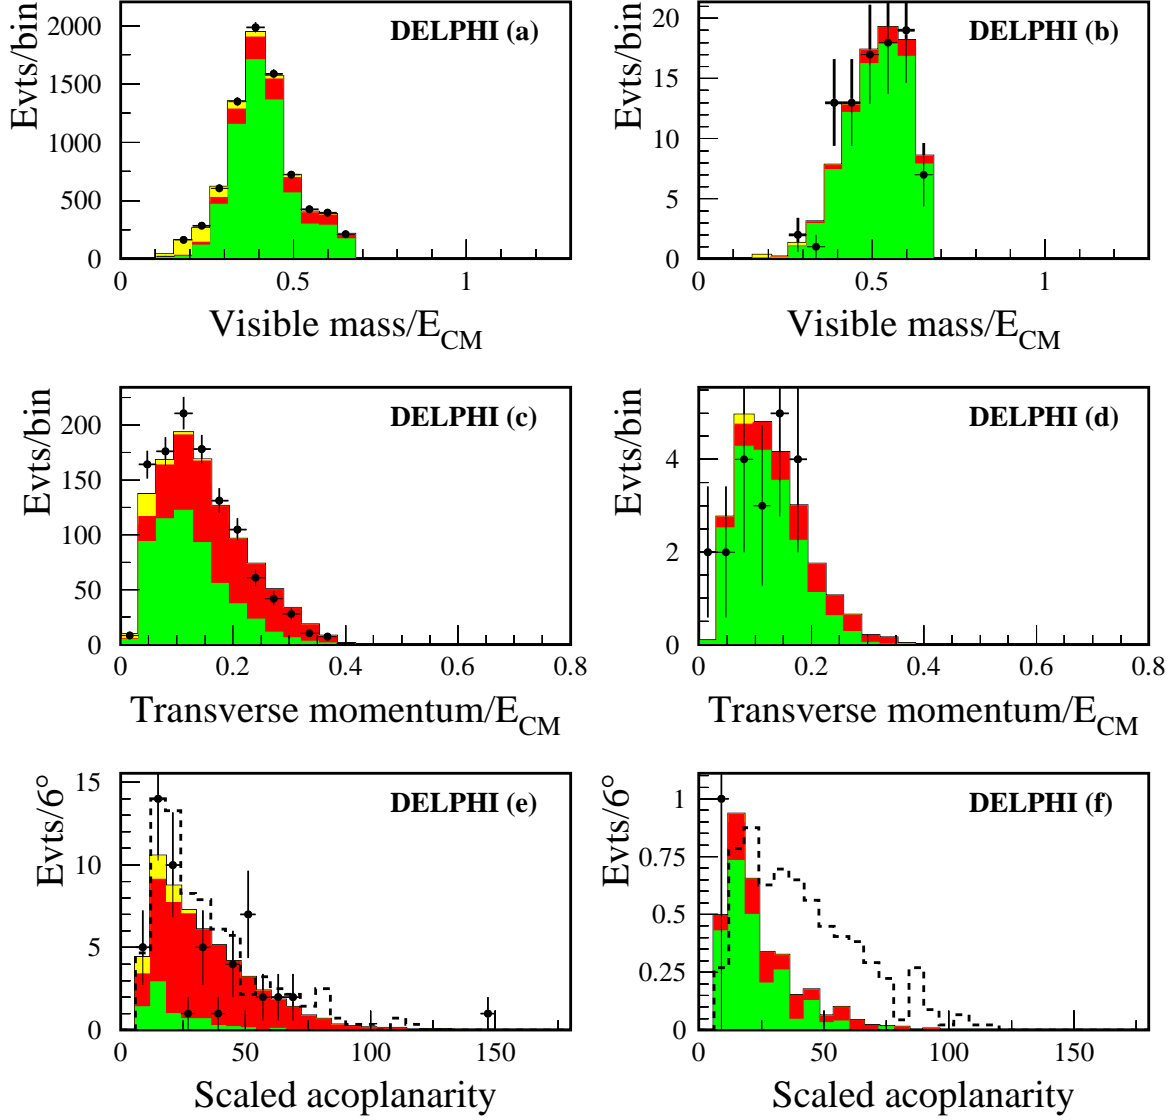 DELPHI (a)
Evts/bin
2000
1500
1000
500
0
0 0.5 1
Visible mass/E_CM
DELPHI (b)
Evts/bin
20
15
10
5
0
0 0.5 1
Visible mass/E_CM
DELPHI (c)
Evts/bin
200
150
100
50
0
0 0.2 0.4 0.6 0.8
Transverse momentum/E_CM
DELPHI (d)
Evts/bin
4
2
0
0 0.2 0.4 0.6 0.8
Transverse momentum/E_CM
DELPHI (e)
Evts/6°
15
10
5
0
0 50 100 150
Scaled acoplanarity
DELPHI (f)
Evts/6°
1
0.75
0.5
0.25
0
0 50 100 150
Scaled acoplanarity